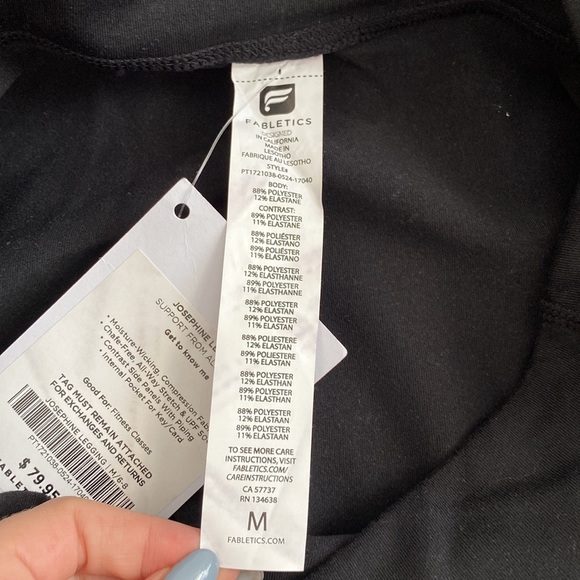 FABLETICS
DESIGNED
IN CALIFORNIA
MADE IN
LESOTHO
FABRIQUÉ AU LESOTHO
STYLE#
PT1721038-0524-17040
BODY:
88% POLYESTER
12% ELASTANE
CONTRAST:
89% POLYESTER
11% ELASTANE
88% POLIÉSTER
12% ELASTANO
89% POLIÉSTER
11% ELASTANO
88% POLYESTER
12% ELASTHANNE
89% POLYESTER
11% ELASTHANNE
88% POLYESTER
12% ELASTAN
89% POLYESTER
11% ELASTAN
88% POLIESTERE
12% ELASTAN
89% POLIESTERE
11% ELASTAN
88% POLYESTER
12% ELASTHAN
89% POLYESTER
11% ELASTHAN
88% POLYESTER
12% ELASTAAN
89% POLYESTER
11% ELASTAAN
TO SEE MORE CARE
INSTRUCTIONS, VISIT
FABLETICS.COM/
CAREINSTRUCTIONS
CA 57737
RN 134638
M
FABLETICS.COM
JOSEPHINE
SUPPORT FROM
Get to know me
• Moisture-Wicking, Compression
• Chafe-Free, All-Way Stretch & UPF
• Contrast Side Panels With Piping
• Internal Pocket For Key/Card
Good For: Fitness Classes
TAG MUST REMAIN ATTACHED
FOR EXCHANGES AND RETURNS
JOSEPHINE LEGGING | M / 6-8
PT1721038-0524-17040
$ 79.95